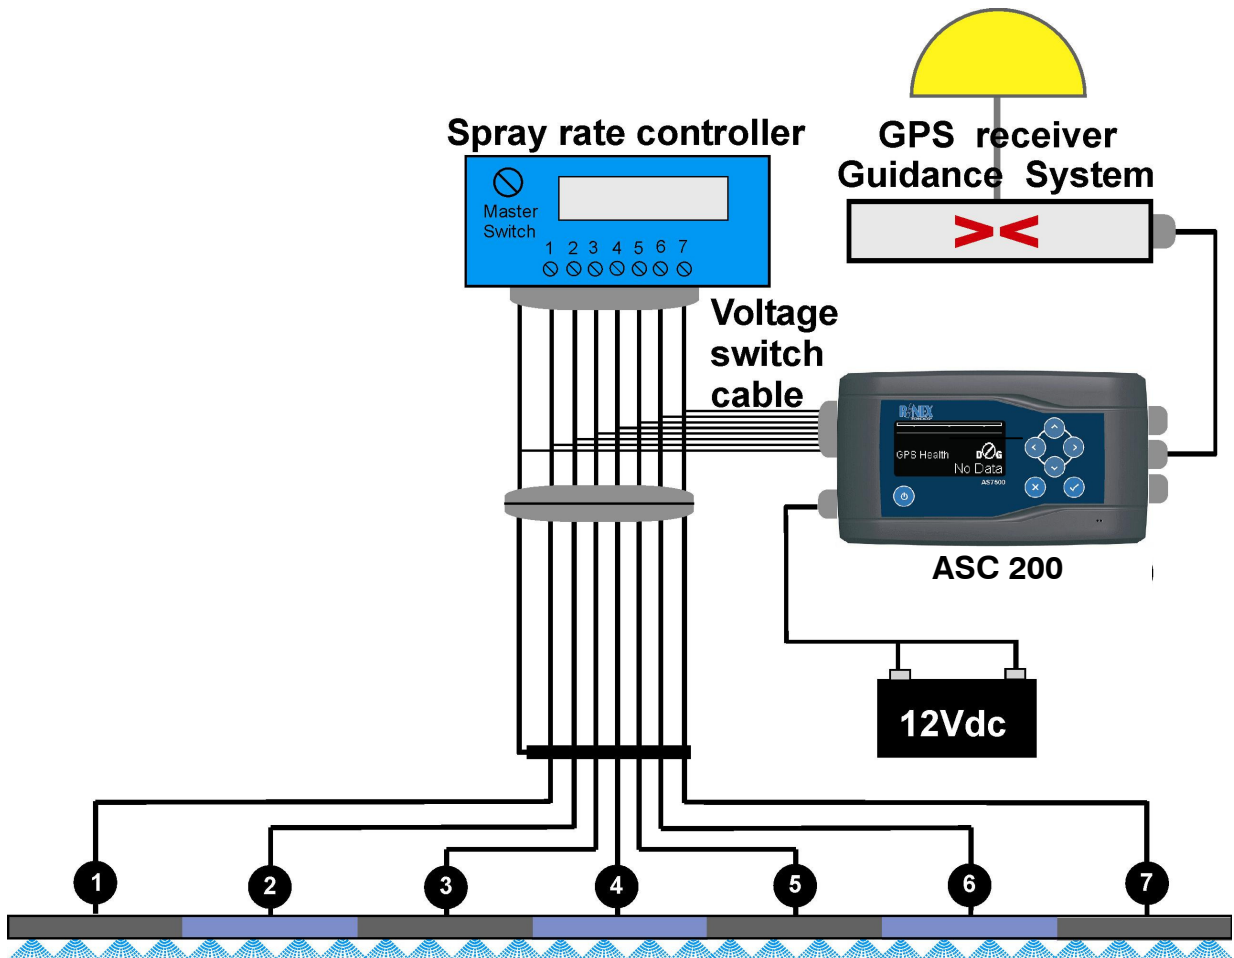 Spray rate controller
GPS receiver
Guidance System
Master
Switch
1 2 3 4 5 6 7
> <
Voltage
switch
cable
GPS Health
No Data
AS7500
ASC 200
12Vdc
1 2 3 4 5 6 7